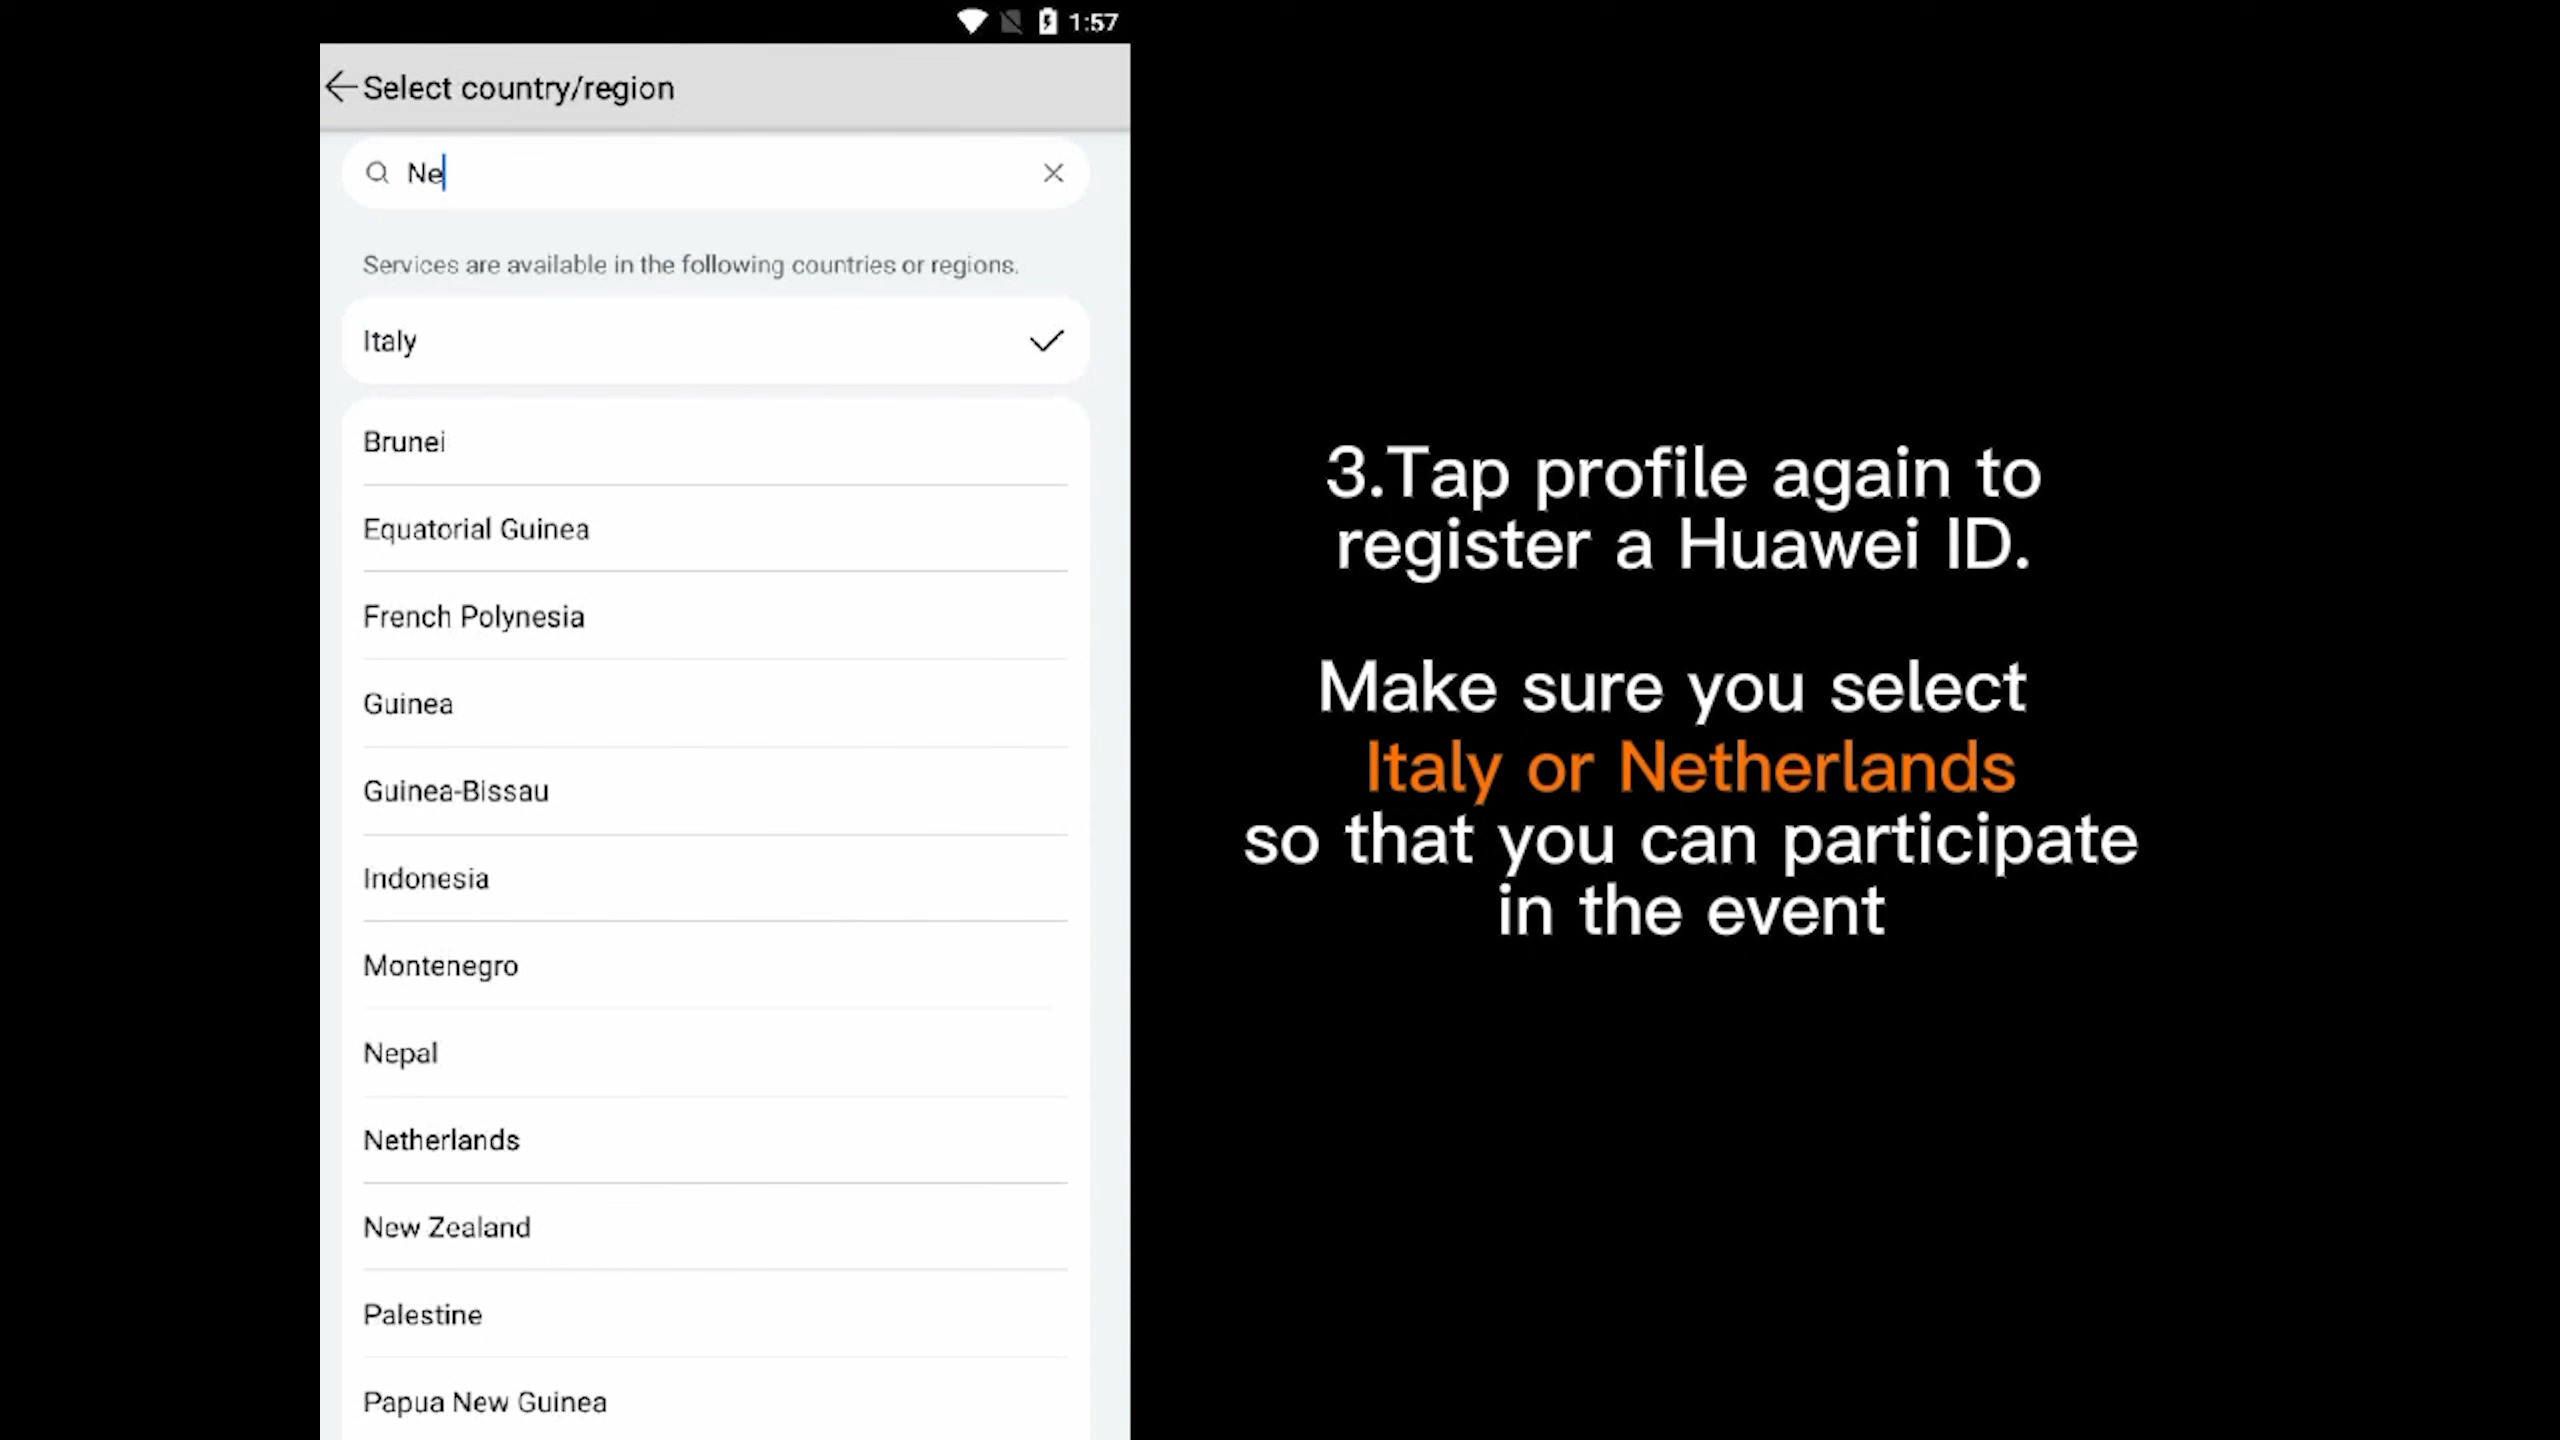 1:57
Select country/region
Ne
Services are available in the following countries or regions.
Italy
Brunei
Equatorial Guinea
French Polynesia
Guinea
Guinea-Bissau
Indonesia
Montenegro
Nepal
Netherlands
New Zealand
Palestine
Papua New Guinea
3.Tap profile again to
register a Huawei ID.
Make sure you select
Italy or Netherlands
so that you can participate
in the event